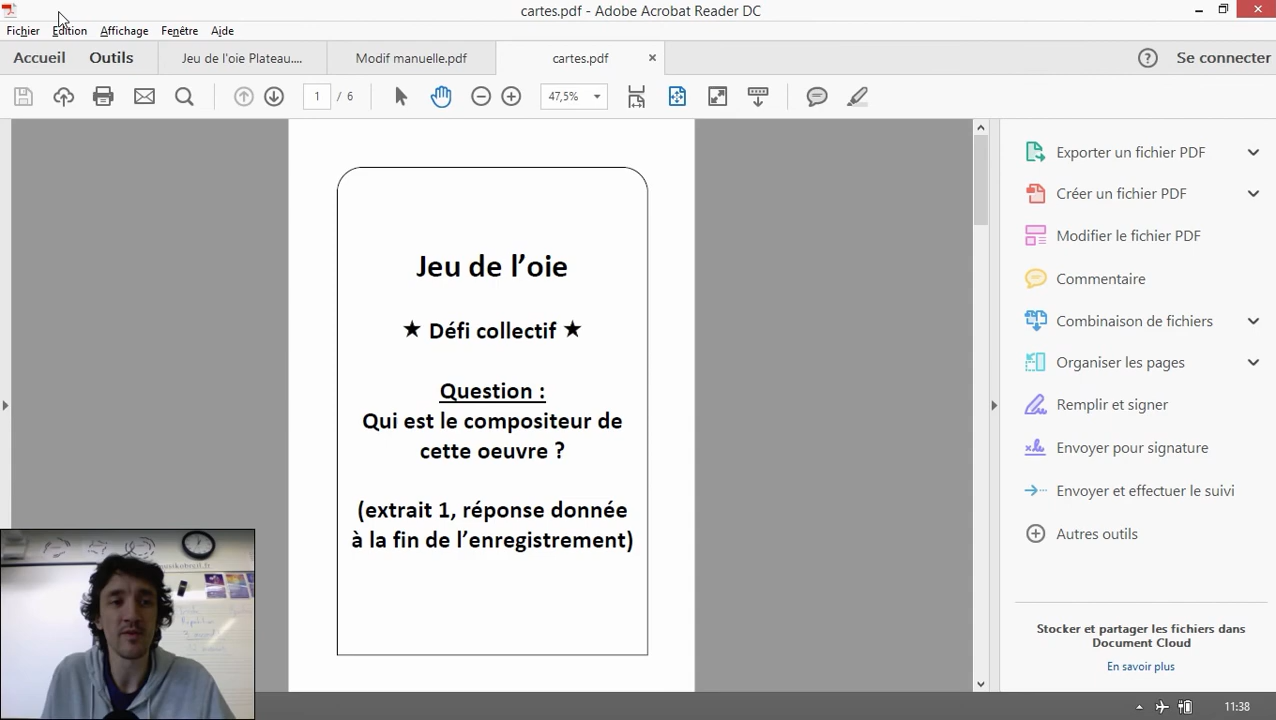 cartes.pdf - Adobe Acrobat Reader DC
Fichier Edition Affichage Fenêtre Aide
Accueil Outils Jeu de l'oie Plateau.... Modif manuelle.pdf cartes.pdf Se connecter
1 / 6 47,5%
Jeu de l’oie
★ Défi collectif ★
Question :
Qui est le compositeur de
cette oeuvre ?
(extrait 1, réponse donnée
à la fin de l’enregistrement)
Exporter un fichier PDF
Créer un fichier PDF
Modifier le fichier PDF
Commentaire
Combinaison de fichiers
Organiser les pages
Remplir et signer
Envoyer pour signature
Envoyer et effectuer le suivi
Autres outils
Stocker et partager les fichiers dans
Document Cloud
En savoir plus
11:38